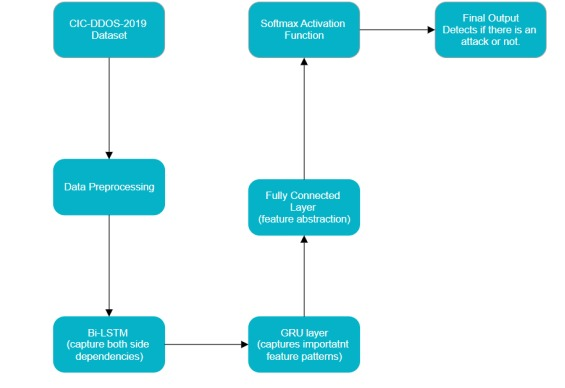 CIC-DDOS-2019
Dataset
Data Preprocessing
Bi-LSTM
(capture both side
dependencies)
GRU layer
(captures importatnt
feature patterns)
Fully Connected
Layer
(feature abstraction)
Softmax Activation
Function
Final Output
Detects if there is an
attack or not.